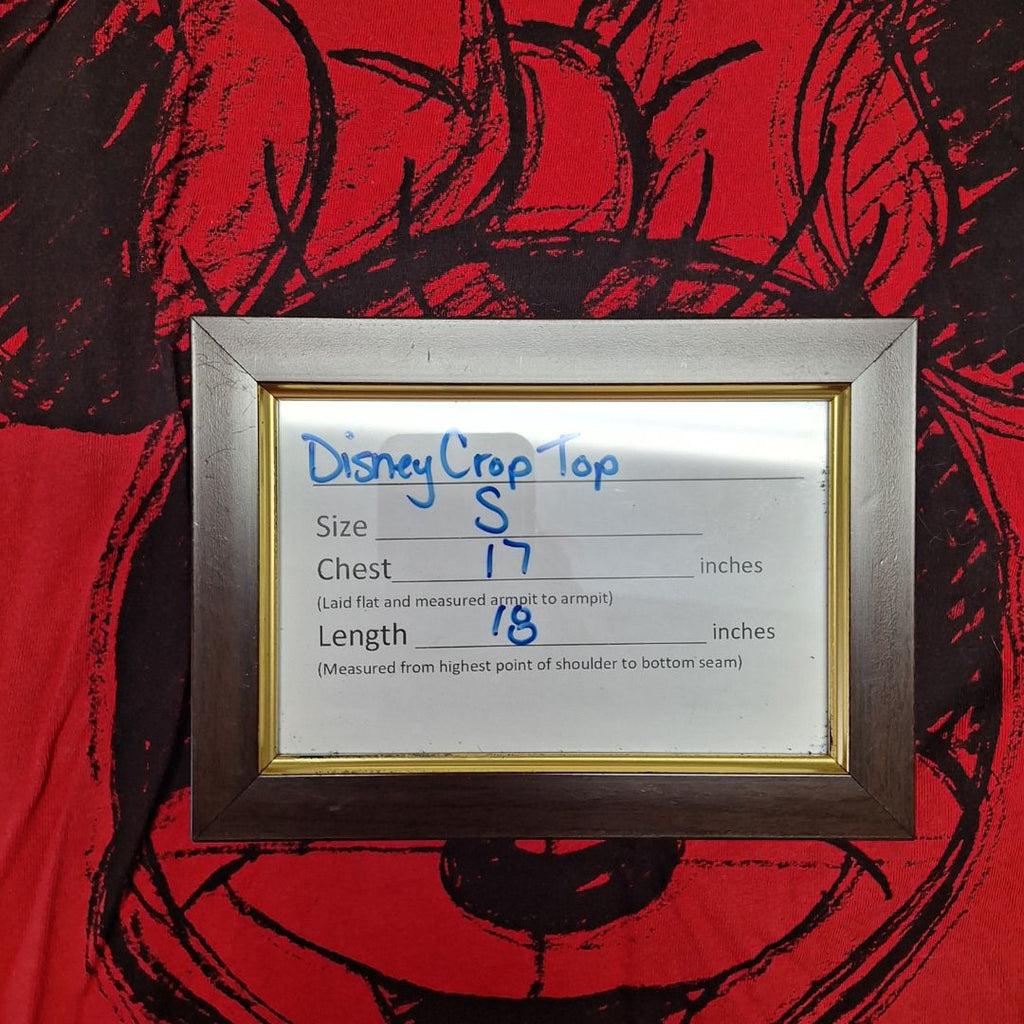 Disney Crop Top
Size S
Chest 17 inches
(Laid flat and measured armpit to armpit)
Length 18 inches
(Measured from highest point of shoulder to bottom seam)